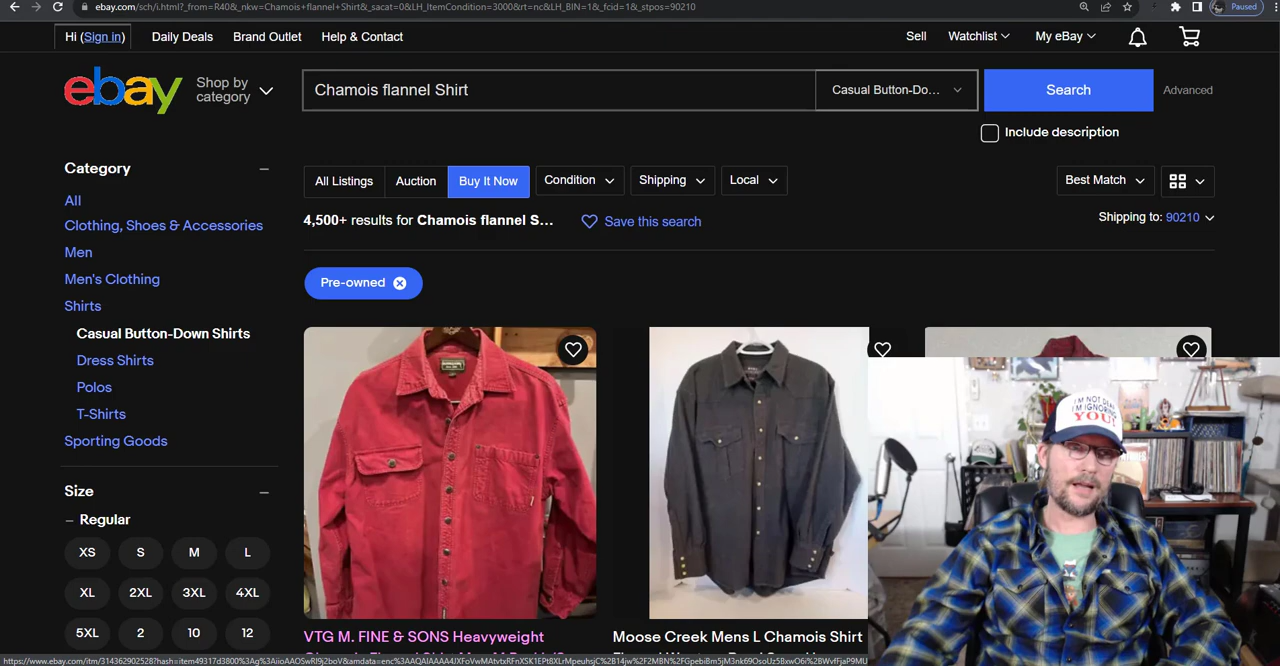 ebay.com/sch/i.html?_from=R40&_nkw=Chamois+flannel+Shirt&_sacat=0&LH_ItemCondition=3000&rt=nc&LH_BIN=1&_fcid=1&_stpos=90210
Paused
Hi (Sign in) Daily Deals Brand Outlet Help & Contact Sell Watchlist My eBay
ebay Shop by category Chamois flannel Shirt Casual Button-Do... Search Advanced
Include description
Category
All Listings Auction Buy It Now Condition Shipping Local Best Match
All
4,500+ results for Chamois flannel S... Save this search Shipping to: 90210
Clothing, Shoes & Accessories
Men
Men's Clothing
Pre-owned
Shirts
Casual Button-Down Shirts
Dress Shirts
Polos
T-Shirts
Sporting Goods
Size
Regular
XS S M L
XL 2XL 3XL 4XL
5XL 2 10 12
I'M NOT DEAF
I'M IGNORING
YOU!
VTG M. FINE & SONS Heavyweight
Moose Creek Mens L Chamois Shirt